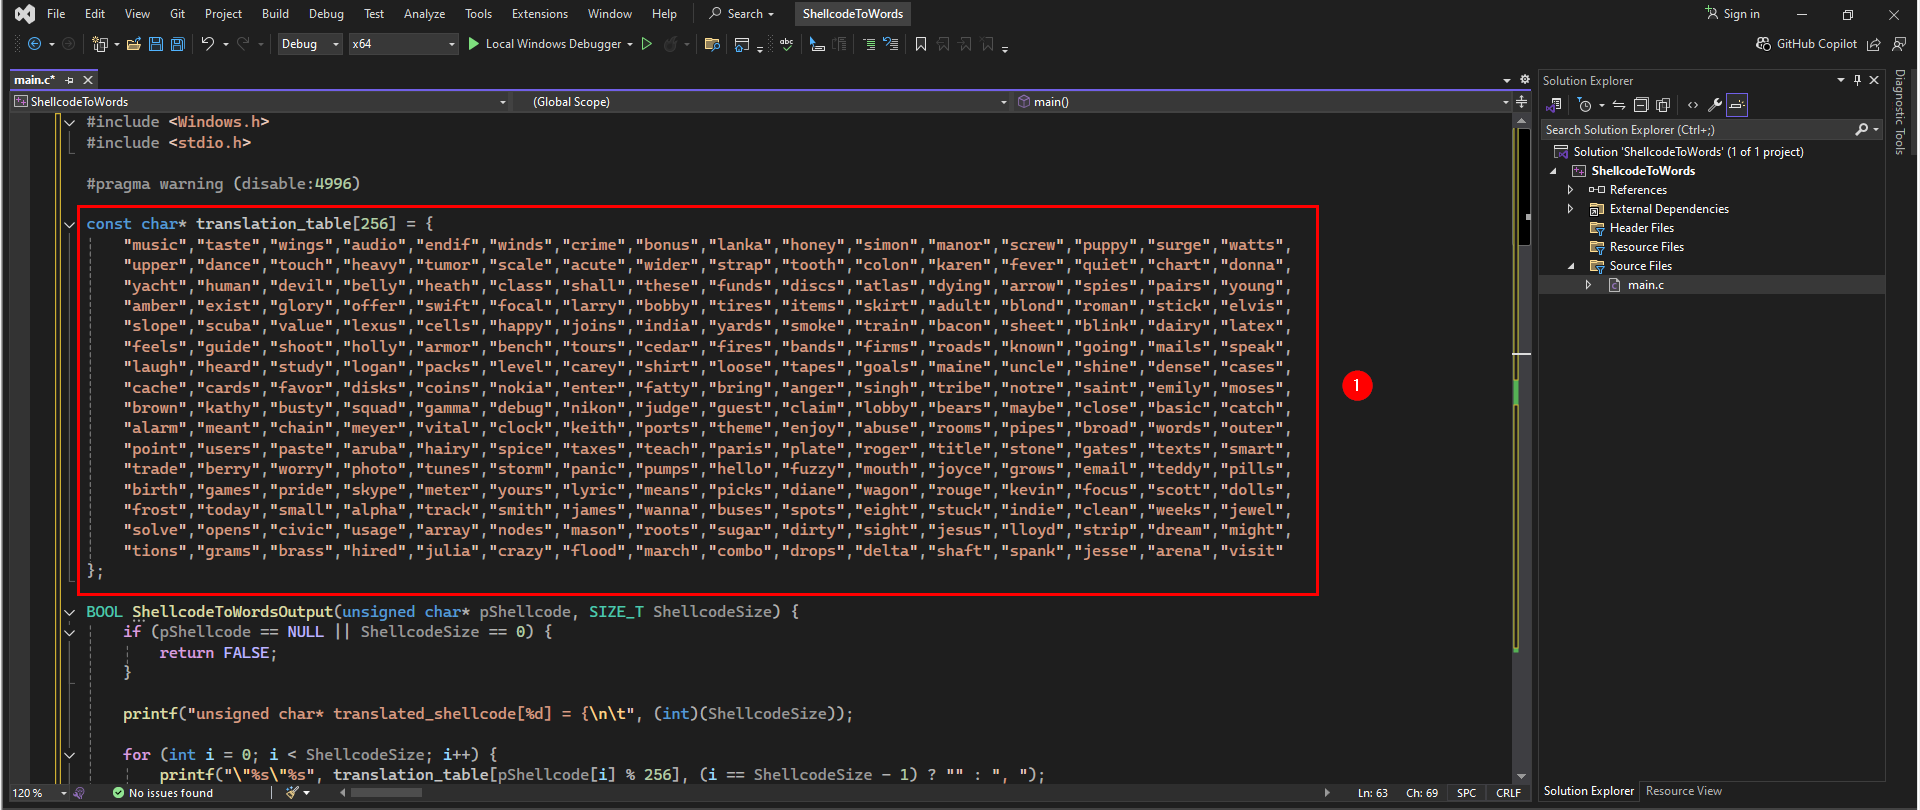 File Edit View Git Project Build Debug Test Analyze Tools Extensions Window Help Search ShellcodeToWords Sign in
Debug x64 Local Windows Debugger GitHub Copilot
main.c*
ShellcodeToWords (Global Scope) main()
#include <Windows.h>
#include <stdio.h>
#pragma warning (disable:4996)
const char* translation_table[256] = {
"music","taste","wings","audio","endif","winds","crime","bonus","lanka","honey","simon","manor","screw","puppy","surge","watts",
"upper","dance","touch","heavy","tumor","scale","acute","wider","strap","tooth","colon","karen","fever","quiet","chart","donna",
"yacht","human","devil","belly","heath","class","shall","these","funds","discs","atlas","dying","arrow","spies","pairs","young",
"amber","exist","glory","offer","swift","focal","larry","bobby","tires","items","skirt","adult","blond","roman","stick","elvis",
"slope","scuba","value","lexus","cells","happy","joins","india","yards","smoke","train","bacon","sheet","blink","dairy","latex",
"feels","guide","shoot","holly","armor","bench","tours","cedar","fires","bands","firms","roads","known","going","mails","speak",
"laugh","heard","study","logan","packs","level","carey","shirt","loose","tapes","goals","maine","uncle","shine","dense","cases",
"cache","cards","favor","disks","coins","nokia","enter","fatty","bring","anger","singh","tribe","notre","saint","emily","moses",
"brown","kathy","busty","squad","gamma","debug","nikon","judge","guest","claim","lobby","bears","maybe","close","basic","catch",
"alarm","meant","chain","meyer","vital","clock","keith","ports","theme","enjoy","abuse","rooms","pipes","broad","words","outer",
"point","users","paste","aruba","hairy","spice","taxes","teach","paris","plate","roger","title","stone","gates","texts","smart",
"trade","berry","worry","photo","tunes","storm","panic","pumps","hello","fuzzy","mouth","joyce","grows","email","teddy","pills",
"birth","games","pride","skype","meter","yours","lyric","means","picks","diane","wagon","rouge","kevin","focus","scott","dolls",
"frost","today","small","alpha","track","smith","james","wanna","buses","spots","eight","stuck","indie","clean","weeks","jewel",
"solve","opens","civic","usage","array","nodes","mason","roots","sugar","dirty","sight","jesus","lloyd","strip","dream","might",
"tions","grams","brass","hired","julia","crazy","flood","march","combo","drops","delta","shaft","spank","jesse","arena","visit"
};
1
BOOL ShellcodeToWordsOutput(unsigned char* pShellcode, SIZE_T ShellcodeSize) {
if (pShellcode == NULL || ShellcodeSize == 0) {
return FALSE;
}
printf("unsigned char* translated_shellcode[%d] = {\n\t", (int)(ShellcodeSize));
for (int i = 0; i < ShellcodeSize; i++) {
printf("\"%s\"%s", translation_table[pShellcode[i] % 256], (i == ShellcodeSize - 1) ? "" : ", ");
120 % No issues found Ln: 63 Ch: 69 SPC CRLF
Solution Explorer
Search Solution Explorer (Ctrl+;)
Solution 'ShellcodeToWords' (1 of 1 project)
ShellcodeToWords
References
External Dependencies
Header Files
Resource Files
Source Files
main.c
Solution Explorer Resource View
Diagnostic Tools